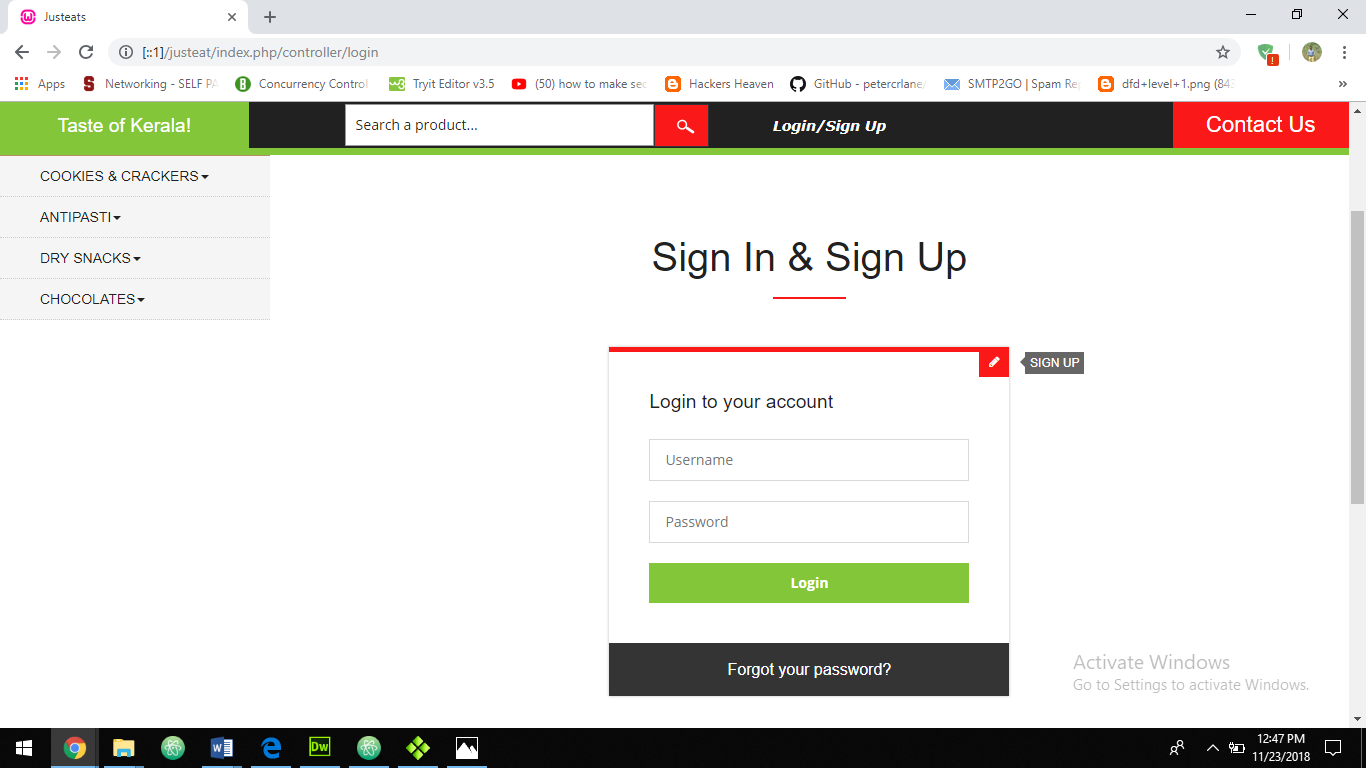 Justeats
[::1]/justeat/index.php/controller/login
Apps Networking - SELF PA Concurrency Control Tryit Editor v3.5 (50) how to make sec Hackers Heaven GitHub - petercrlane/ SMTP2GO | Spam Re dfd+level+1.png (843 »
Taste of Kerala! Search a product... Login/Sign Up Contact Us
COOKIES & CRACKERS
ANTIPASTI
DRY SNACKS
CHOCOLATES
Sign In & Sign Up
SIGN UP
Login to your account
Username
Password
Login
Forgot your password?
Activate Windows
Go to Settings to activate Windows.
Dw
12:47 PM
11/23/2018